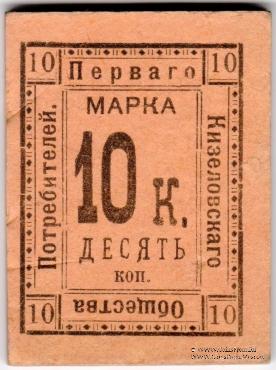 10 Перваго 10
Кизеловскаго
Общества
Потребителей.
МАРКА
10 К.
ДЕСЯТЬ
коп.
10 10